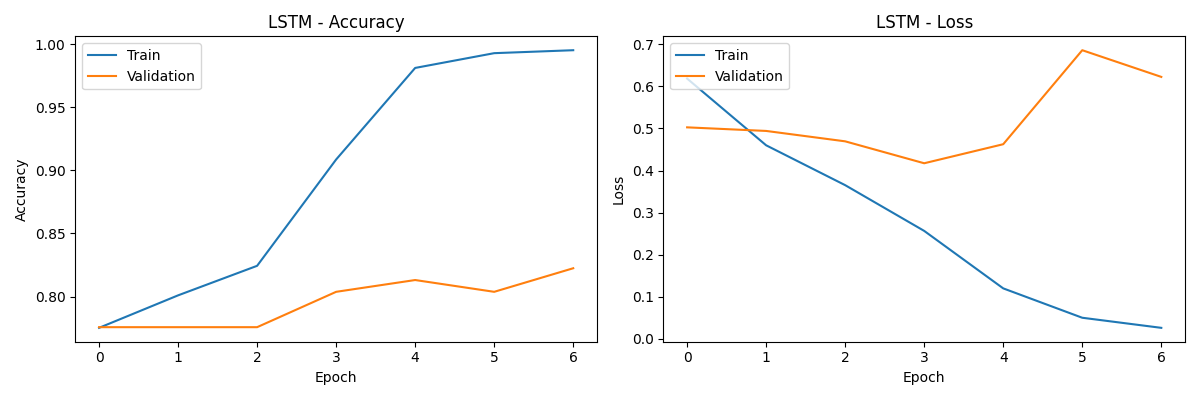 LSTM - Accuracy
Train
Validation
1.00
0.95
0.90
0.85
0.80
Accuracy
0 1 2 3 4 5 6
Epoch
LSTM - Loss
Train
Validation
0.7
0.6
0.5
0.4
0.3
0.2
0.1
0.0
Loss
0 1 2 3 4 5 6
Epoch